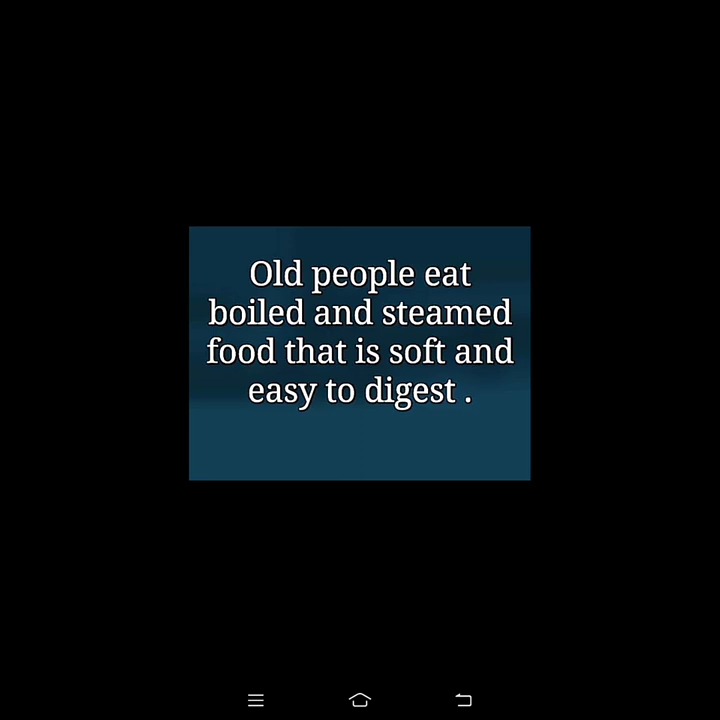 Old people eat
boiled and steamed
food that is soft and
easy to digest .